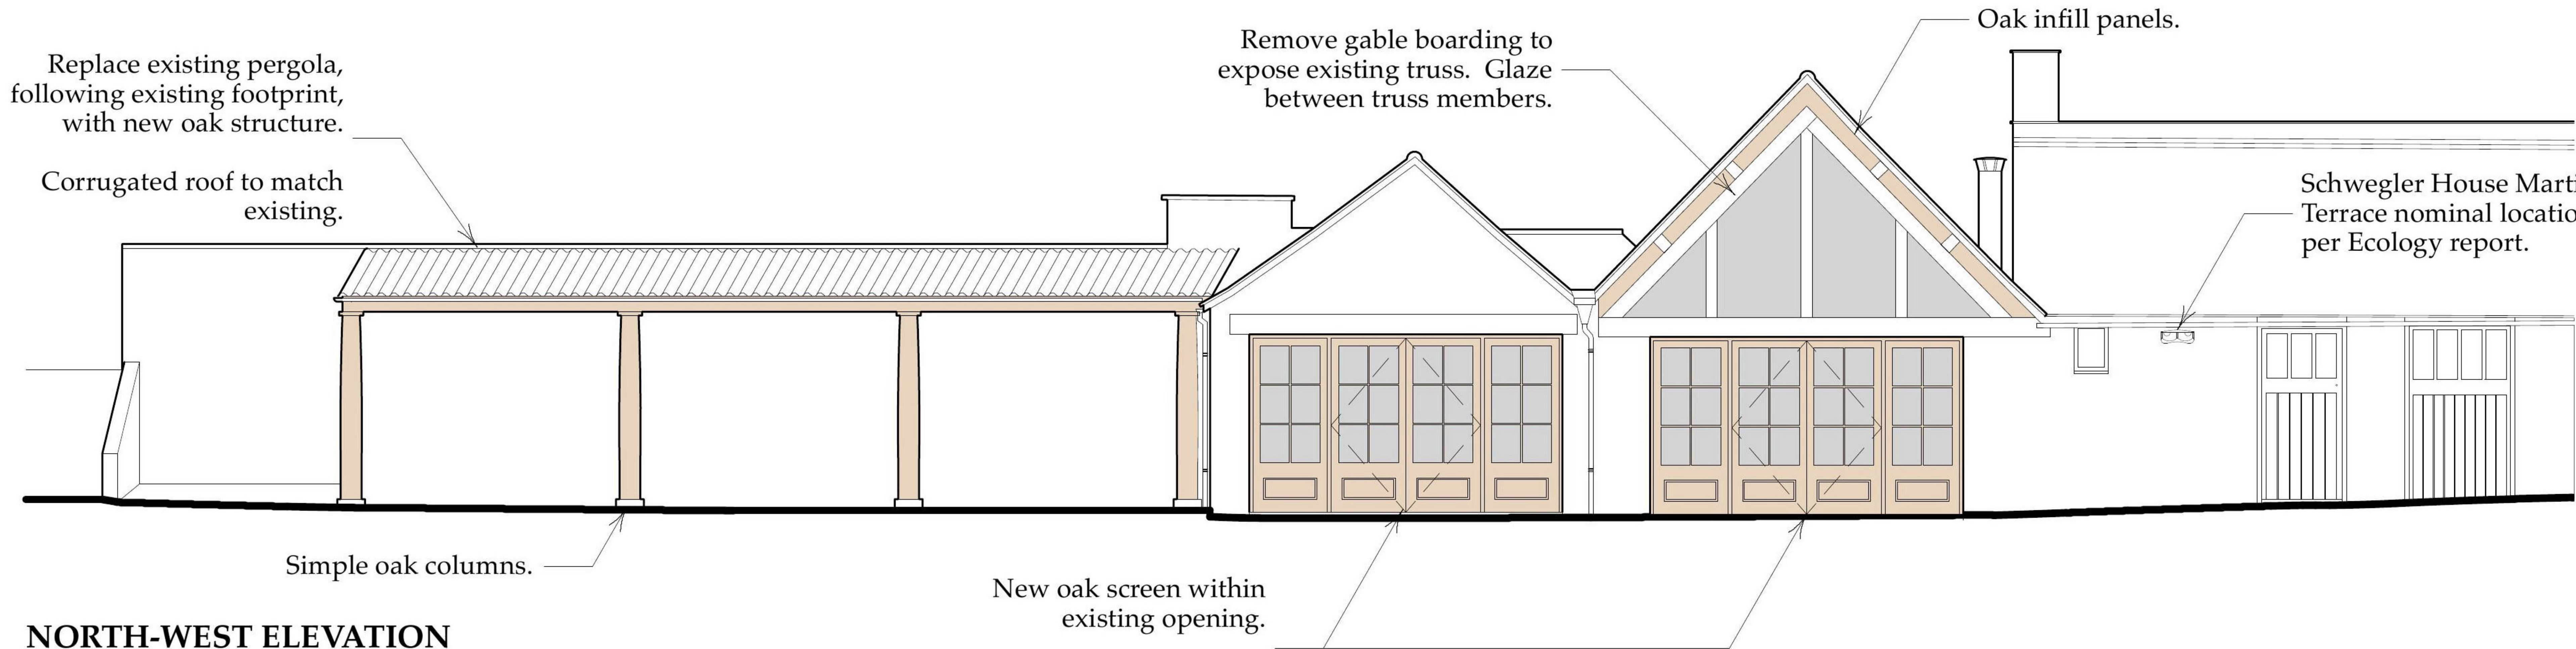 Replace existing pergola,
following existing footprint,
with new oak structure.
Corrugated roof to match
existing.
Remove gable boarding to
expose existing truss. Glaze
between truss members.
Oak infill panels.
Schwegler House Marti
Terrace nominal locatio
per Ecology report.
Simple oak columns.
New oak screen within
existing opening.
NORTH-WEST ELEVATION